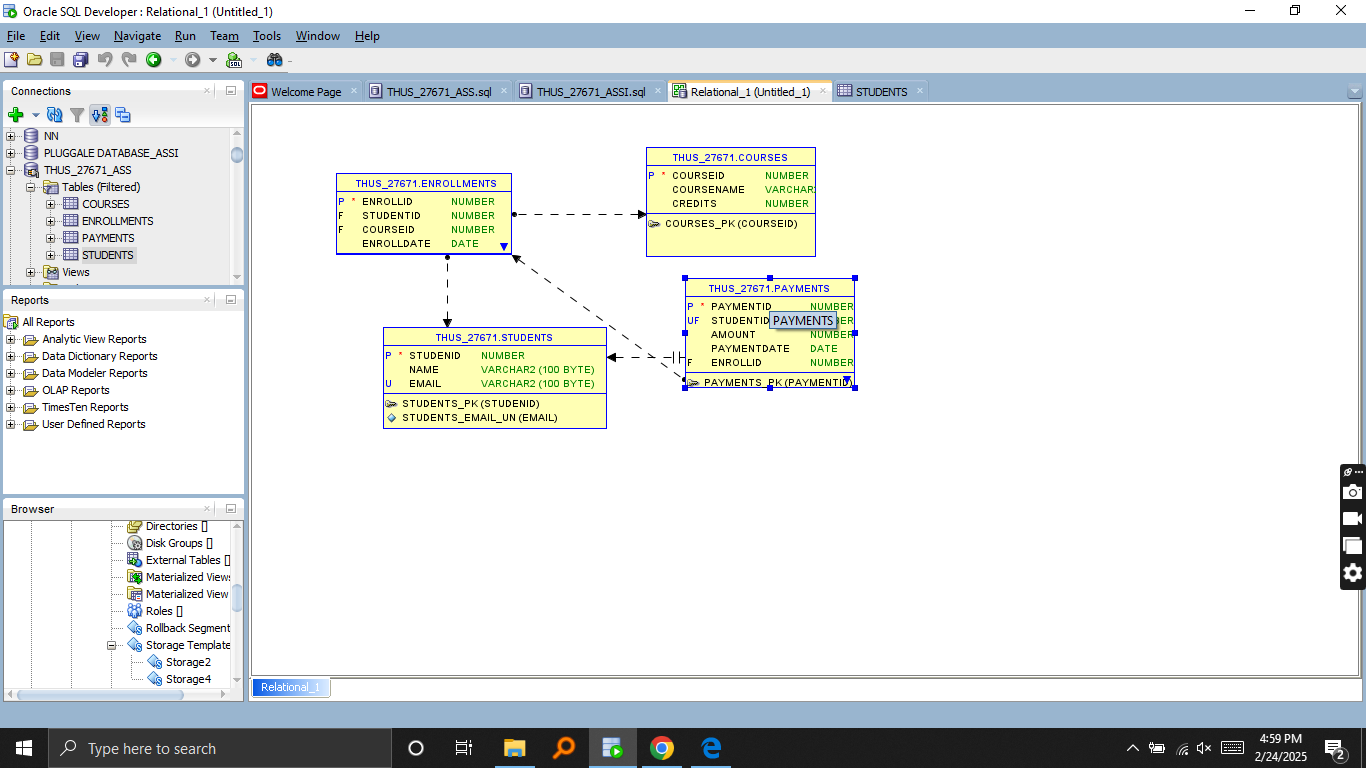 Oracle SQL Developer : Relational_1 (Untitled_1)
File Edit View Navigate Run Team Tools Window Help
Connections
NN
PLUGGALE DATABASE_ASSI
THUS_27671_ASS
Tables (Filtered)
COURSES
ENROLLMENTS
PAYMENTS
STUDENTS
Views
Reports
All Reports
Analytic View Reports
Data Dictionary Reports
Data Modeler Reports
OLAP Reports
TimesTen Reports
User Defined Reports
Browser
Directories []
Disk Groups []
External Tables []
Materialized Views
Materialized View
Roles []
Rollback Segment
Storage Template
Storage2
Storage4
Welcome Page THUS_27671_ASS.sql THUS_27671_ASSI.sql Relational_1 (Untitled_1) STUDENTS
THUS_27671.ENROLLMENTS
P * ENROLLID NUMBER
F STUDENTID NUMBER
F COURSEID NUMBER
ENROLLDATE DATE
THUS_27671.COURSES
P * COURSEID NUMBER
COURSENAME VARCHAR
CREDITS NUMBER
COURSES_PK (COURSEID)
THUS_27671.PAYMENTS
P * PAYMENTID NUMBER
UF STUDENTID PAYMENTS BER
AMOUNT NUMBER
PAYMENTDATE DATE
F ENROLLID NUMBER
PAYMENTS_PK (PAYMENTID)
THUS_27671.STUDENTS
P * STUDENID NUMBER
NAME VARCHAR2 (100 BYTE)
U EMAIL VARCHAR2 (100 BYTE)
STUDENTS_PK (STUDENID)
STUDENTS_EMAIL_UN (EMAIL)
Relational_1
Type here to search
4:59 PM
2/24/2025
2